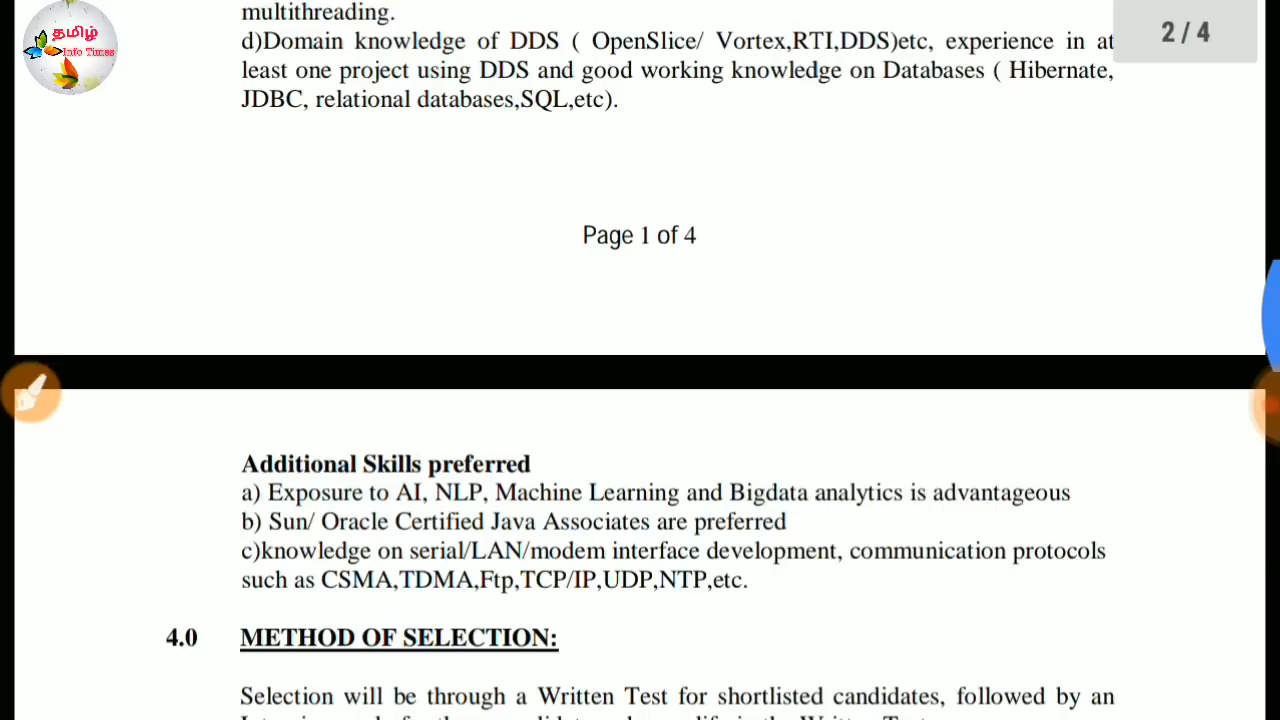 multithreading.
தமிழ்
Info Times
2 / 4
d)Domain knowledge of DDS ( OpenSlice/ Vortex,RTI,DDS)etc, experience in at
least one project using DDS and good working knowledge on Databases ( Hibernate,
JDBC, relational databases,SQL,etc).
Page 1 of 4
Additional Skills preferred
a) Exposure to AI, NLP, Machine Learning and Bigdata analytics is advantageous
b) Sun/ Oracle Certified Java Associates are preferred
c)knowledge on serial/LAN/modem interface development, communication protocols
such as CSMA,TDMA,Ftp,TCP/IP,UDP,NTP,etc.
4.0 METHOD OF SELECTION:
Selection will be through a Written Test for shortlisted candidates, followed by an